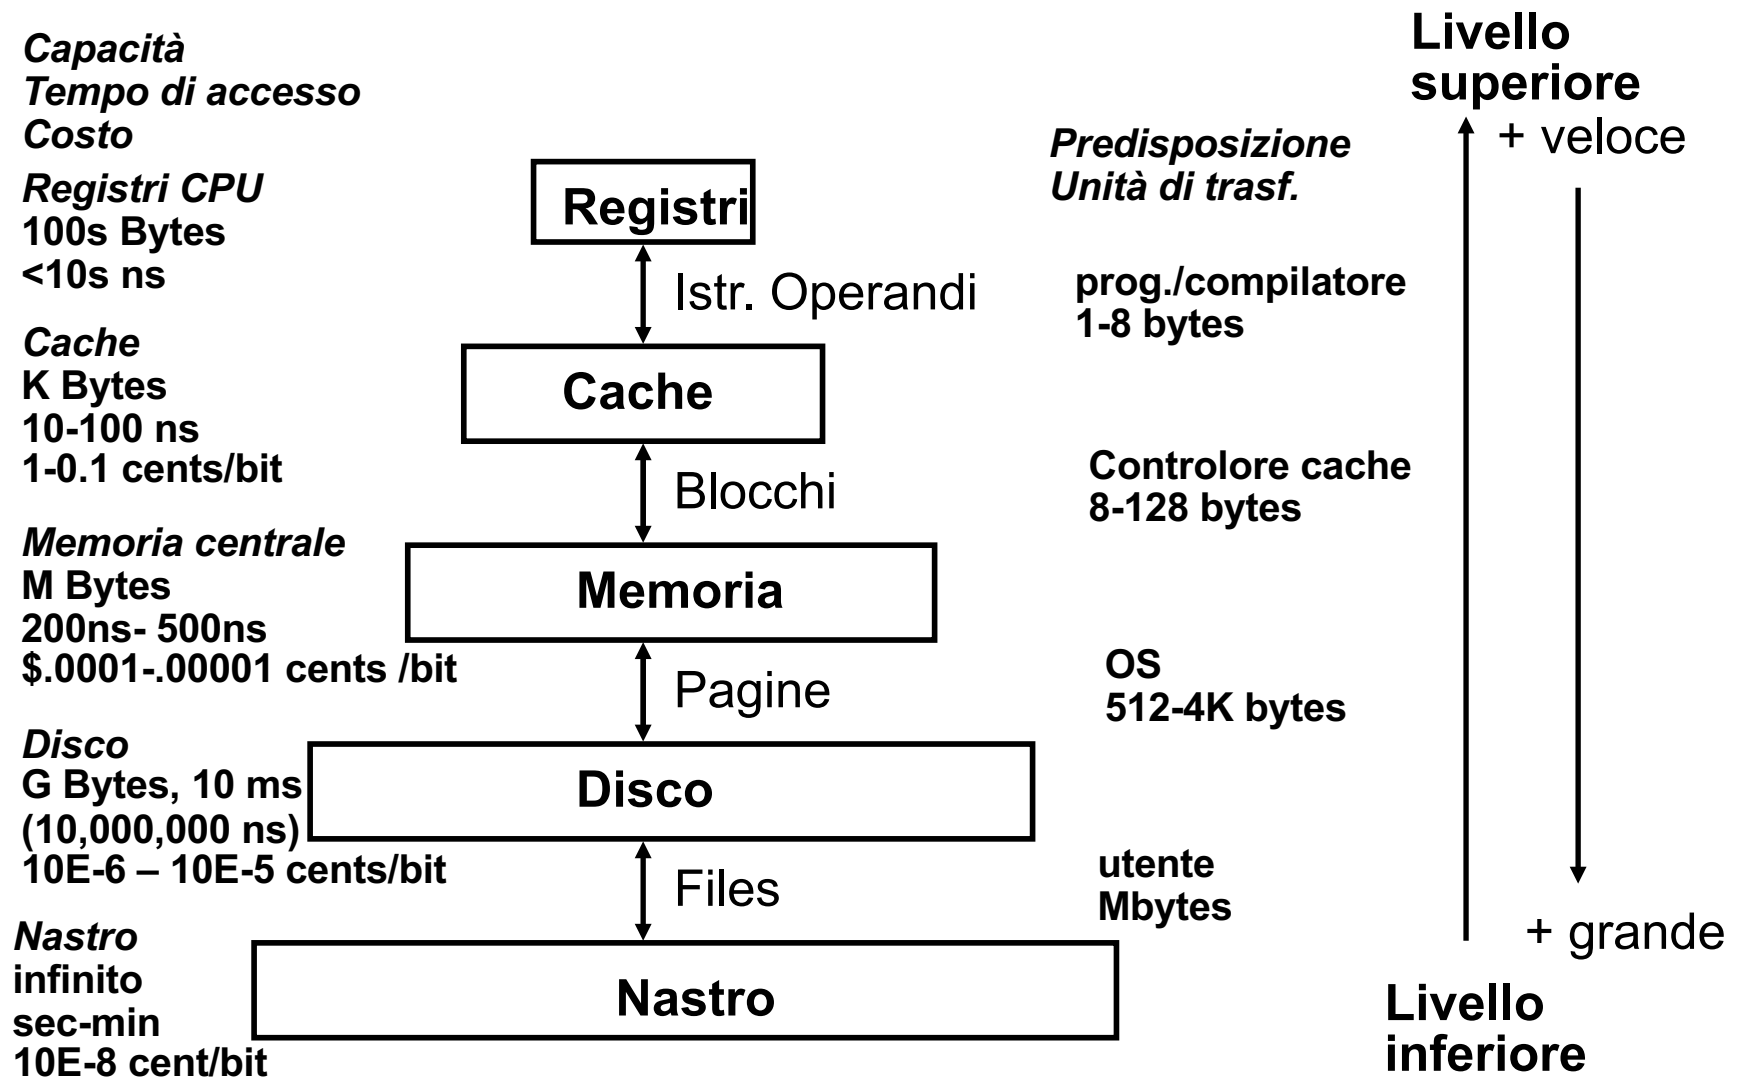 Capacità
Tempo di accesso
Costo
Registri CPU
100s Bytes
<10s ns
Cache
K Bytes
10-100 ns
1-0.1 cents/bit
Memoria centrale
M Bytes
200ns- 500ns
$.0001-.00001 cents /bit
Disco
G Bytes, 10 ms
(10,000,000 ns)
10E-6 – 10E-5 cents/bit
Nastro
infinito
sec-min
10E-8 cent/bit
Registri
Istr. Operandi
Cache
Blocchi
Memoria
Pagine
Disco
Files
Nastro
Predisposizione
Unità di trasf.
prog./compilatore
1-8 bytes
Controlore cache
8-128 bytes
OS
512-4K bytes
utente
Mbytes
Livello
superiore
+ veloce
+ grande
Livello
inferiore